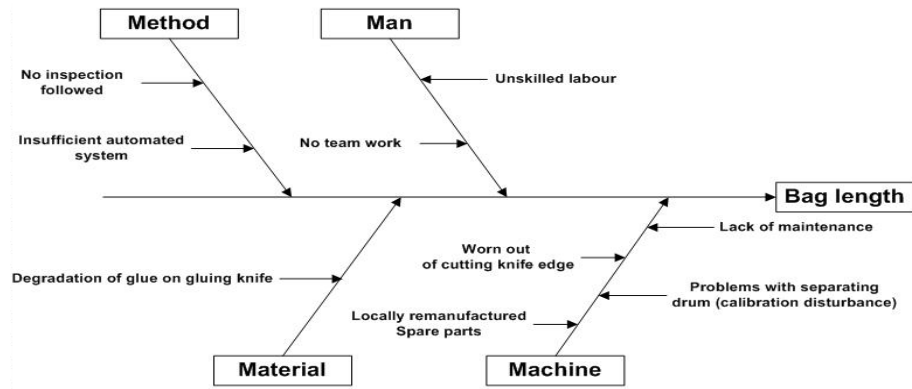 Method
Man
No inspection
followed
Unskilled labour
Insufficient automated
system
No team work
Bag length
Lack of maintenance
Worn out
of cutting knife edge
Degradation of glue on gluing knife
Problems with separating
drum (calibration disturbance)
Locally remanufactured
Spare parts
Material
Machine